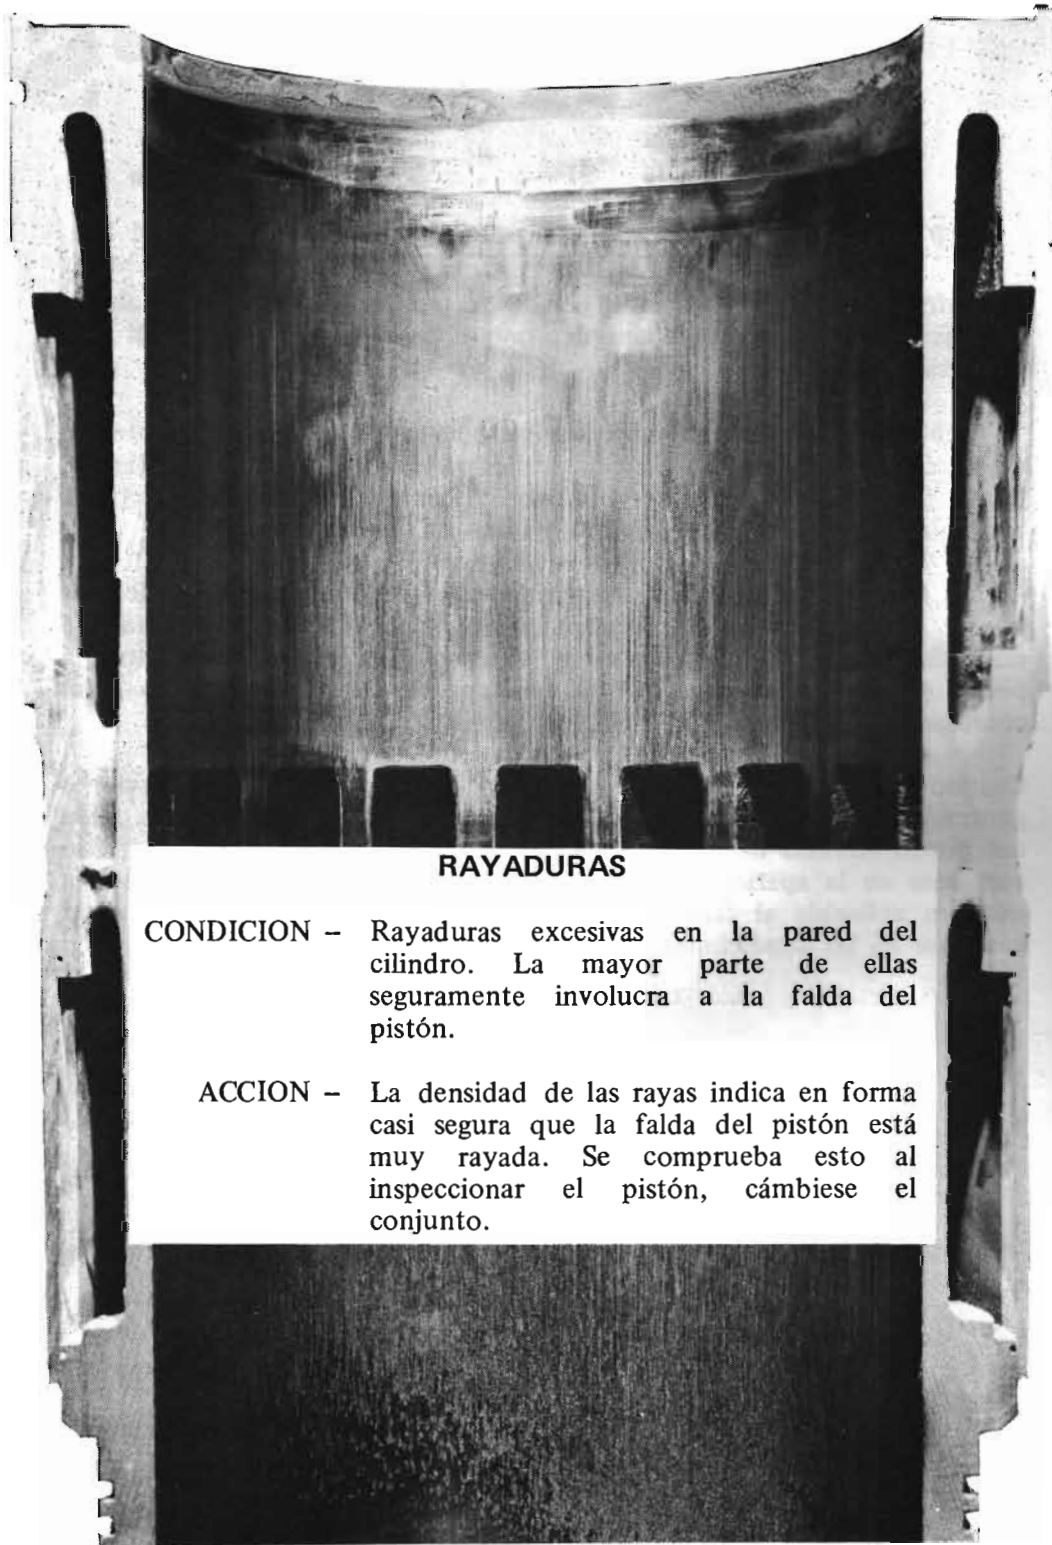 RAYADURAS
CONDICION – Rayaduras excesivas en la pared del
cilindro. La mayor parte de ellas
seguramente involucra a la falda del
pistón.
ACCION – La densidad de las rayas indica en forma
casi segura que la falda del pistón está
muy rayada. Se comprueba esto al
inspeccionar el pistón, cámbiese el
conjunto.